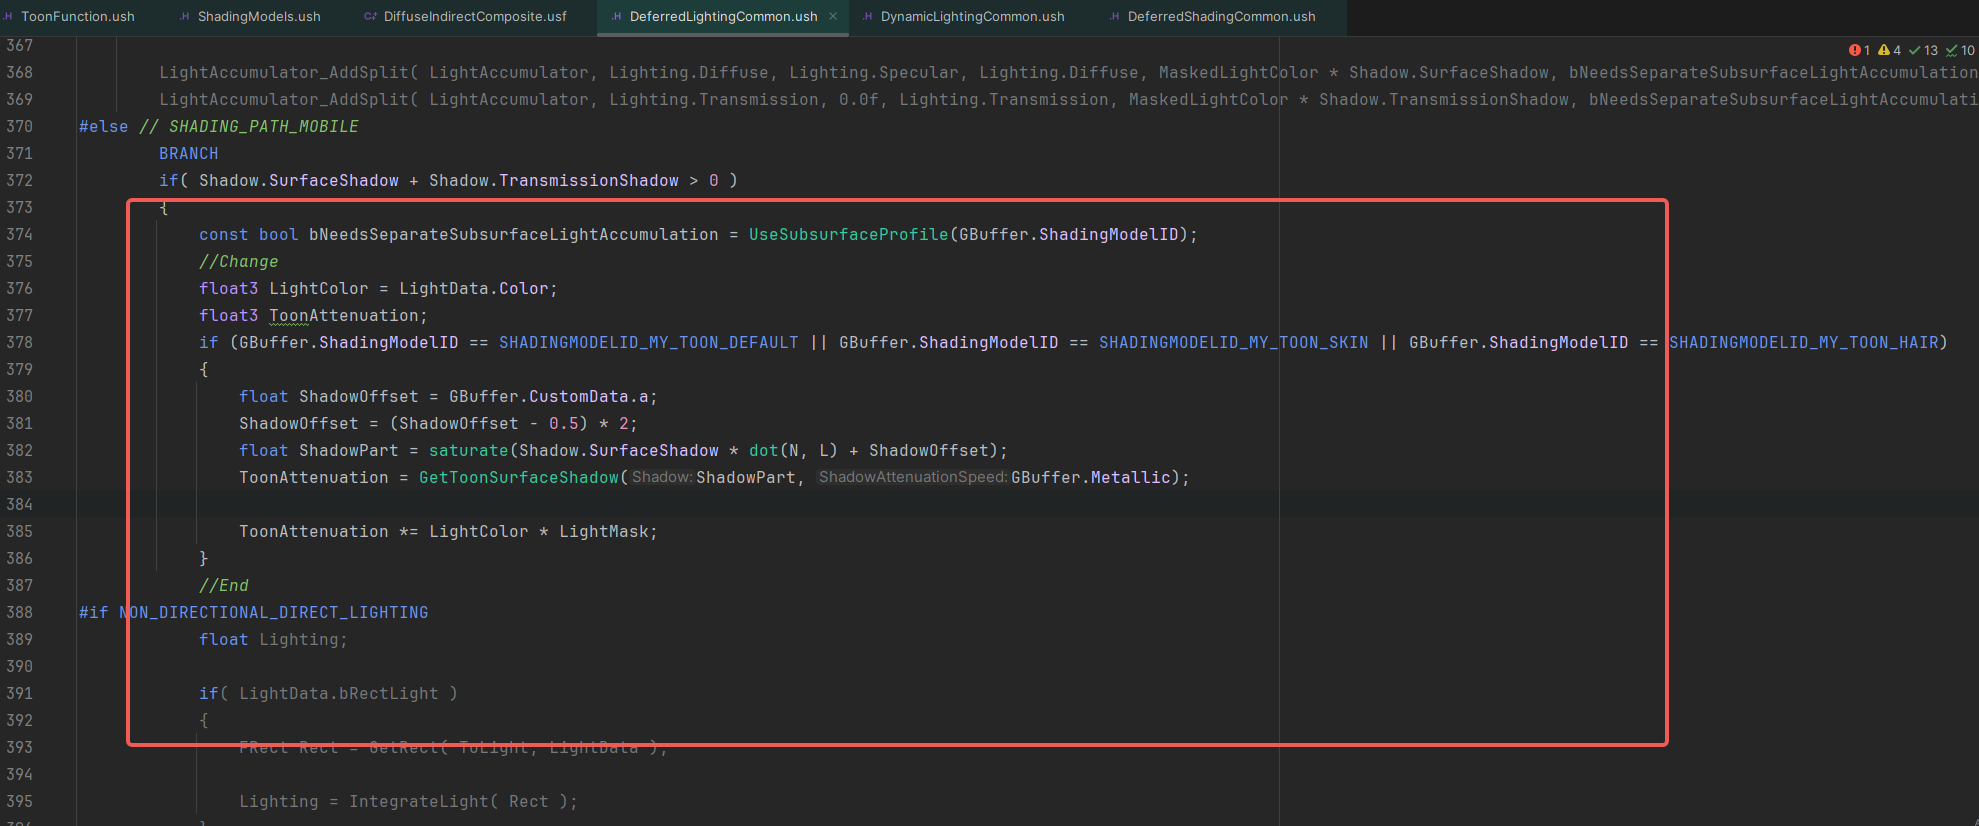 .H ToonFunction.ush .H ShadingModels.ush C+ DiffuseIndirectComposite.usf .H DeferredLightingCommon.ush × .H DynamicLightingCommon.ush .H DeferredShadingCommon.ush
367 1 4 13 10
368 LightAccumulator_AddSplit( LightAccumulator, Lighting.Diffuse, Lighting.Specular, Lighting.Diffuse, MaskedLightColor * Shadow.SurfaceShadow, bNeedsSeparateSubsurfaceLightAccumulation
369 LightAccumulator_AddSplit( LightAccumulator, Lighting.Transmission, 0.0f, Lighting.Transmission, MaskedLightColor * Shadow.TransmissionShadow, bNeedsSeparateSubsurfaceLightAccumulati
370 #else // SHADING_PATH_MOBILE
371 BRANCH
372 if( Shadow.SurfaceShadow + Shadow.TransmissionShadow > 0 )
373 {
374 const bool bNeedsSeparateSubsurfaceLightAccumulation = UseSubsurfaceProfile(GBuffer.ShadingModelID);
375 //Change
376 float3 LightColor = LightData.Color;
377 float3 ToonAttenuation;
378 if (GBuffer.ShadingModelID == SHADINGMODELID_MY_TOON_DEFAULT || GBuffer.ShadingModelID == SHADINGMODELID_MY_TOON_SKIN || GBuffer.ShadingModelID == SHADINGMODELID_MY_TOON_HAIR)
379 {
380 float ShadowOffset = GBuffer.CustomData.a;
381 ShadowOffset = (ShadowOffset - 0.5) * 2;
382 float ShadowPart = saturate(Shadow.SurfaceShadow * dot(N, L) + ShadowOffset);
383 ToonAttenuation = GetToonSurfaceShadow( Shadow: ShadowPart, ShadowAttenuationSpeed: GBuffer.Metallic);
384
385 ToonAttenuation *= LightColor * LightMask;
386 }
387 //End
388 #if NON_DIRECTIONAL_DIRECT_LIGHTING
389 float Lighting;
390
391 if( LightData.bRectLight )
392 {
393 FRect Rect = GetRect( ToLight, LightData );
394
395 Lighting = IntegrateLight( Rect );